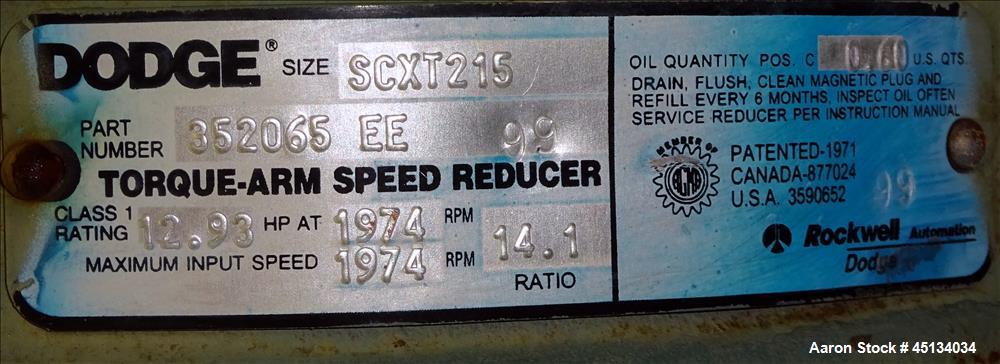 DODGE® SIZE SCXT215
PART NUMBER 352065 EE 99
TORQUE-ARM SPEED REDUCER
CLASS 1 RATING 12.93 HP AT 1974 RPM
MAXIMUM INPUT SPEED 1974 RPM
14.1
RATIO
OIL QUANTITY POS. C 0.60 U.S. QTS.
DRAIN, FLUSH, CLEAN MAGNETIC PLUG AND
REFILL EVERY 6 MONTHS, INSPECT OIL OFTEN
SERVICE REDUCER PER INSTRUCTION MANUAL
MEMBER OF
AGMA
PATENTED-1971
CANADA-877024
U.S.A. 3590652 99
Rockwell Automation
Dodge
Aaron Stock # 45134034